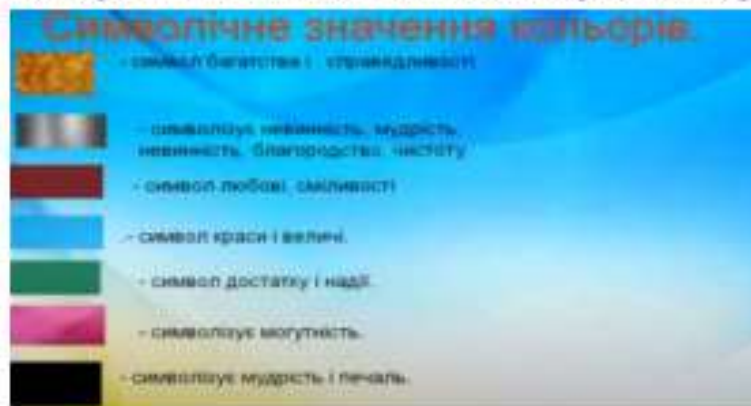 Символічне значення кольорів.
- символ багатства і справедливості
- символізує невинність, мудрість
невинність, благородство, чистоту
- символ любові, сміливості
- символ краси і величі.
- символ достатку і надії.
- символізує могутність.
- символізує мудрість і печаль.